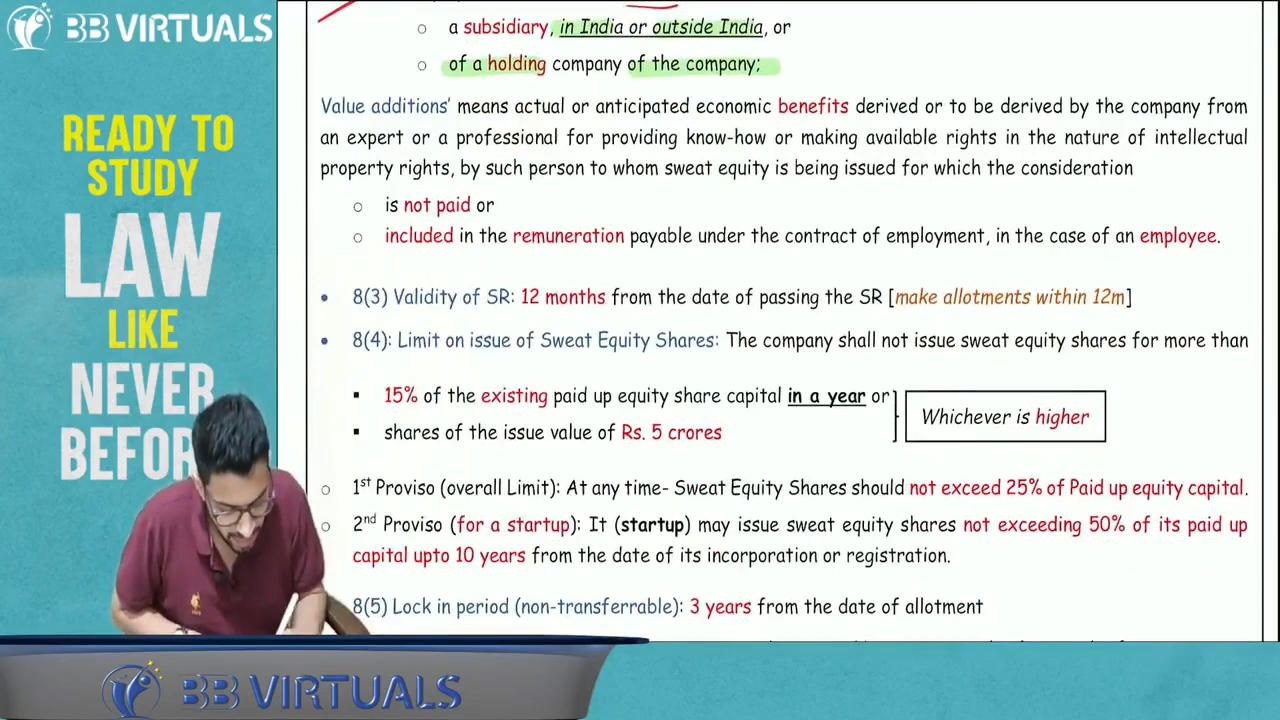 BB VIRTUALS
READY TO
STUDY
LAW
LIKE
NEVER
BEFOR
a subsidiary, in India or outside India, or
of a holding company of the company;
Value additions' means actual or anticipated economic benefits derived or to be derived by the company from
an expert or a professional for providing know-how or making available rights in the nature of intellectual
property rights, by such person to whom sweat equity is being issued for which the consideration
is not paid or
included in the remuneration payable under the contract of employment, in the case of an employee.
8(3) Validity of SR: 12 months from the date of passing the SR [make allotments within 12m]
8(4): Limit on issue of Sweat Equity Shares: The company shall not issue sweat equity shares for more than
15% of the existing paid up equity share capital in a year or
shares of the issue value of Rs. 5 crores
Whichever is higher
1st Proviso (overall Limit): At any time- Sweat Equity Shares should not exceed 25% of Paid up equity capital.
2nd Proviso (for a startup): It (startup) may issue sweat equity shares not exceeding 50% of its paid up
capital upto 10 years from the date of its incorporation or registration.
8(5) Lock in period (non-transferrable): 3 years from the date of allotment
BB VIRTUALS